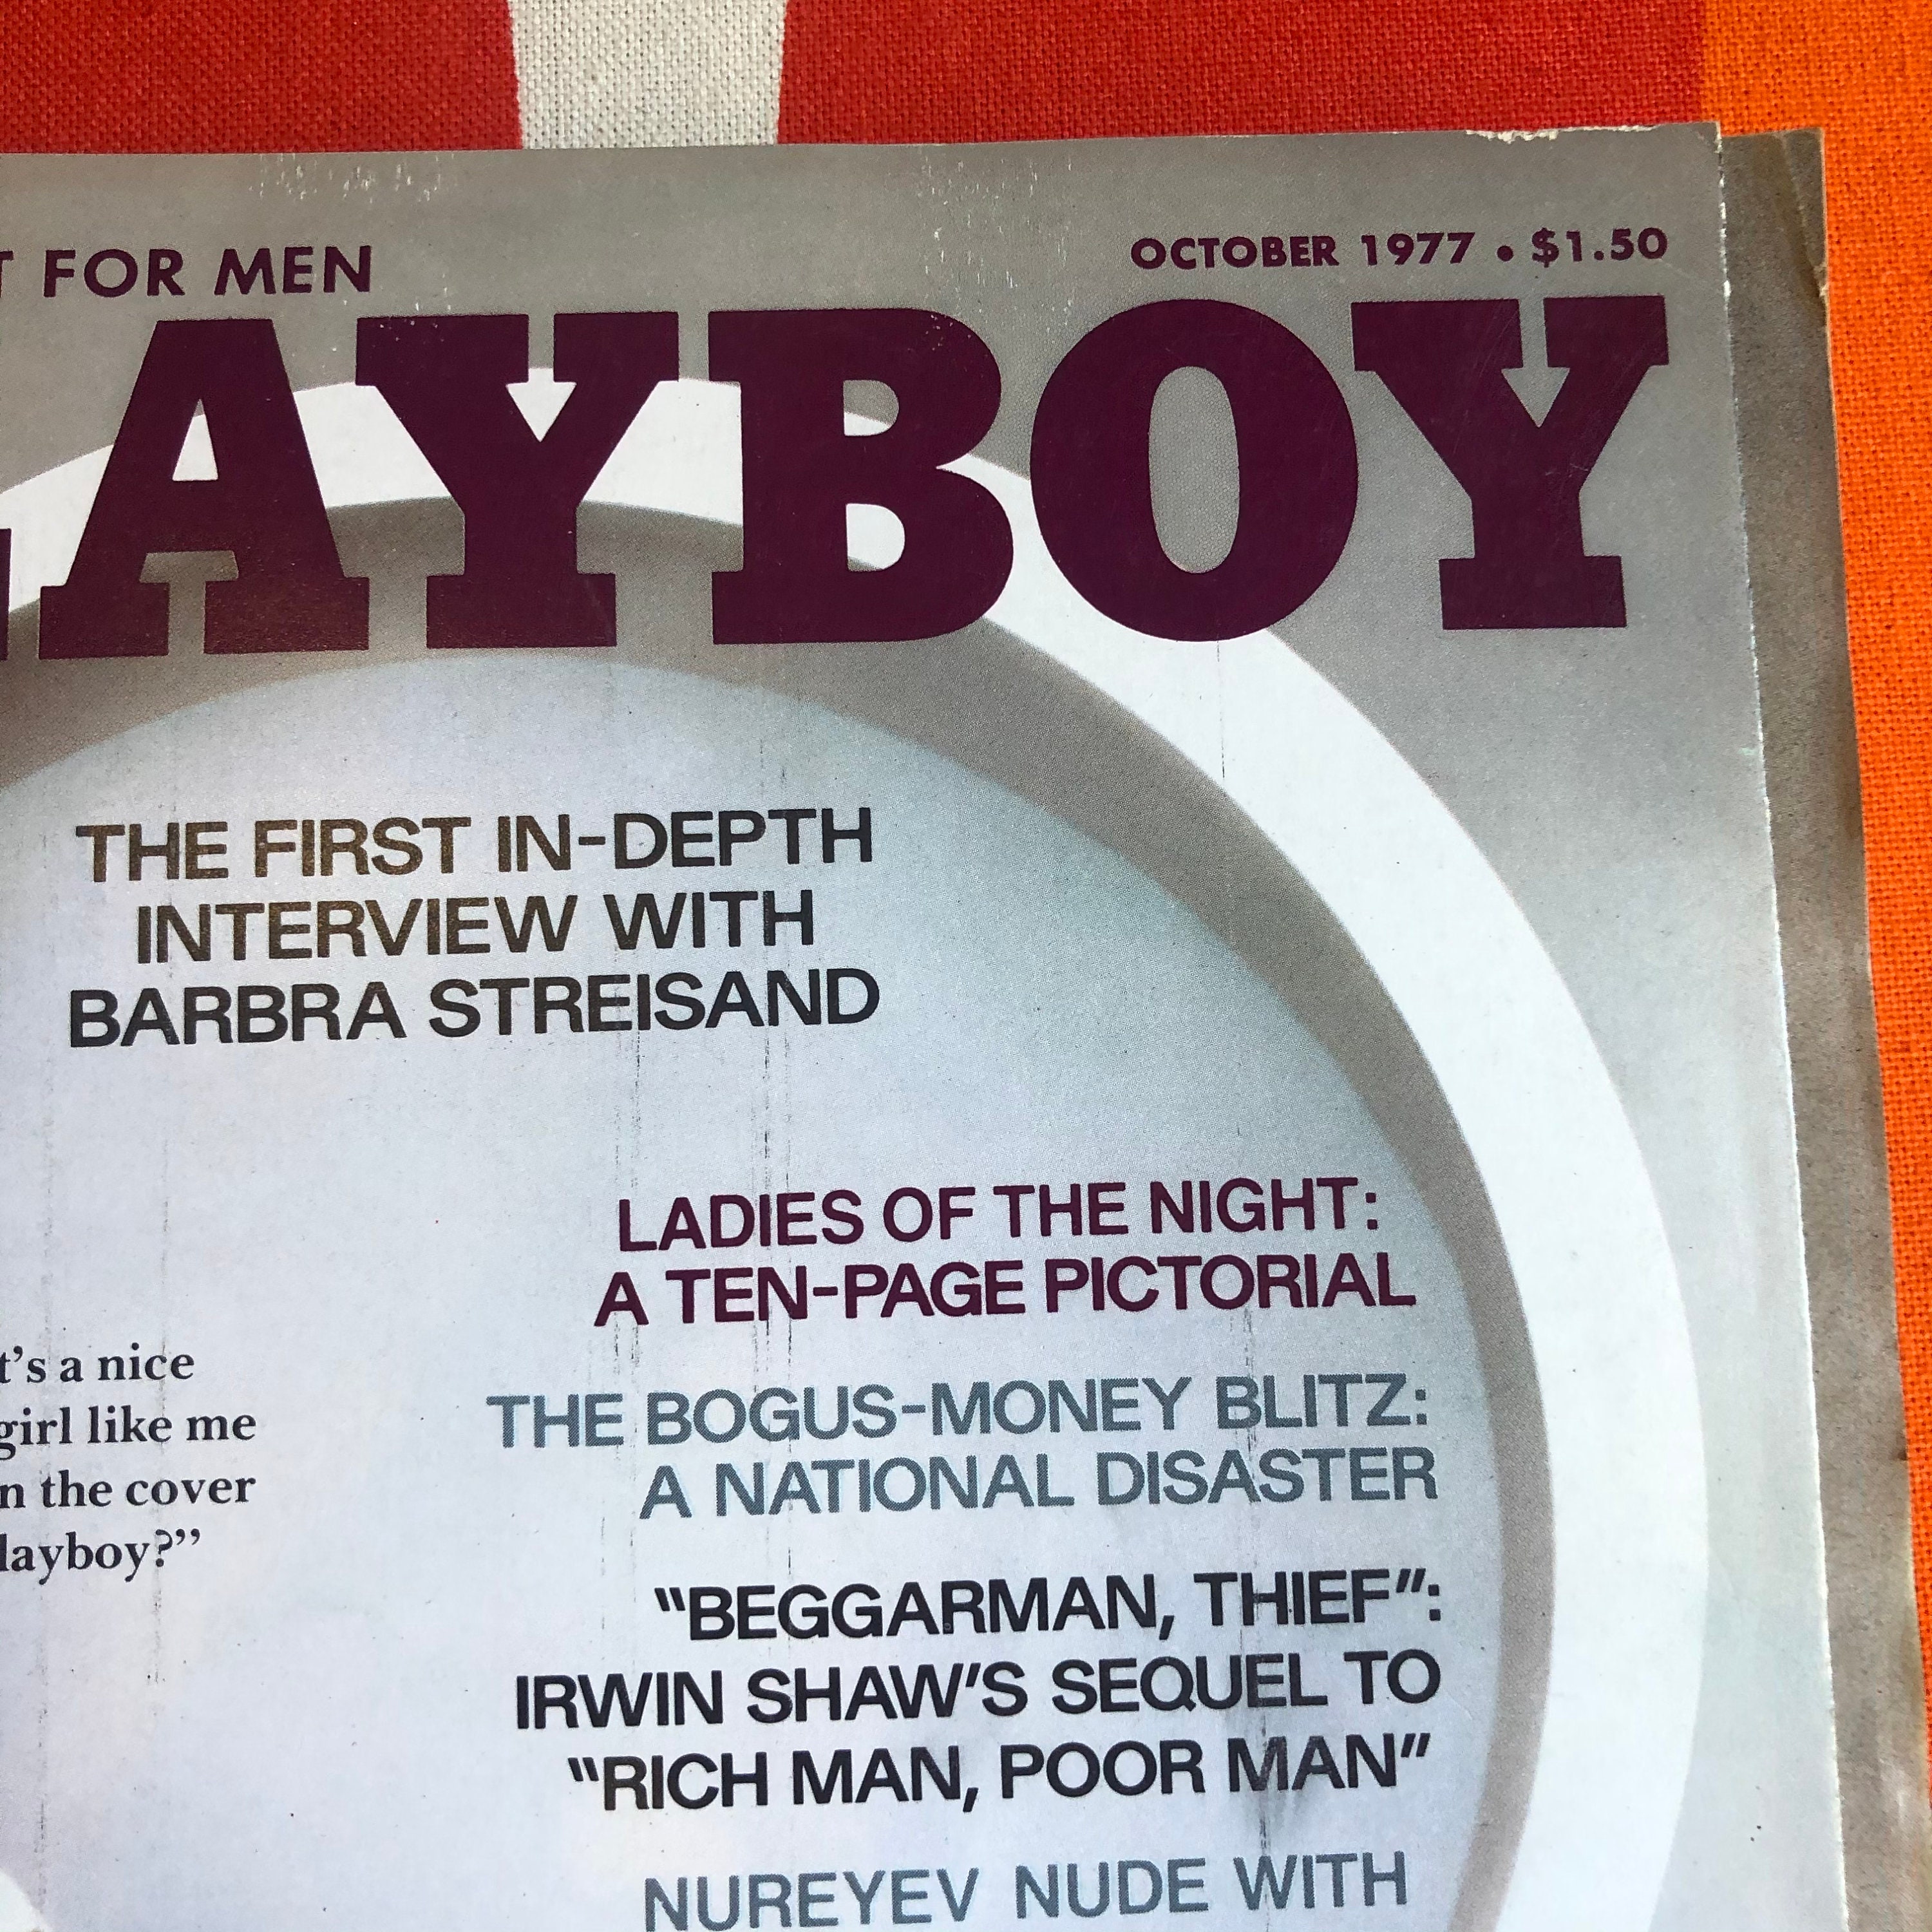 T FOR MEN
OCTOBER 1977 • $1.50
LAYBOY
THE FIRST IN-DEPTH
INTERVIEW WITH
BARBRA STREISAND
LADIES OF THE NIGHT:
A TEN-PAGE PICTORIAL
t’s a nice
girl like me
n the cover
layboy?”
THE BOGUS-MONEY BLITZ:
A NATIONAL DISASTER
"BEGGARMAN, THIEF":
IRWIN SHAW'S SEQUEL TO
"RICH MAN, POOR MAN"
NUREYEV NUDE WITH